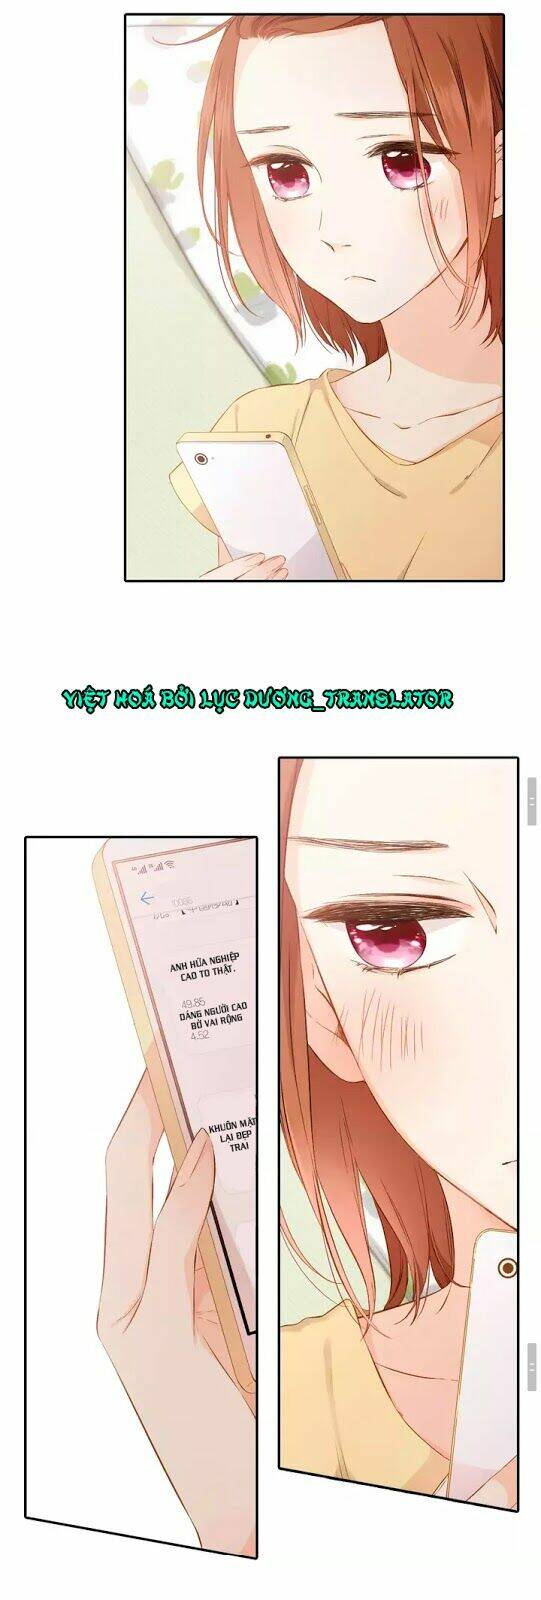 VIỆT HOÁ BỞI LỤC DƯƠNG_TRANSLATOR
10086
ANH HỨA NGHIỆP
CAO TO THẬT.
49.85
DÁNG NGƯỜI CAO
BỜ VAI RỘNG
4.52
KHUÔN MẶT
LẠI ĐẸP
TRAI